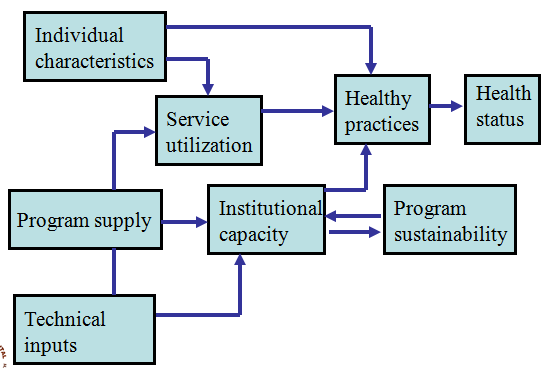 Individual
characteristics
Service
utilization
Healthy
practices
Health
status
Program supply
Institutional
capacity
Program
sustainability
Technical
inputs